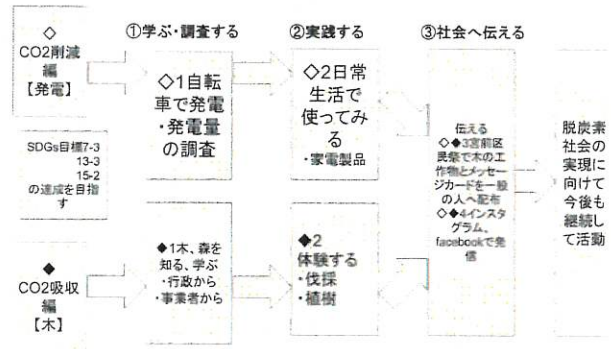 ①学ぶ・調査する
②実践する
③社会へ伝える
◇
CO2削減
編
【発電】
◇1自転
車で発電
・発電量
の調査
◇2日常
生活で
使ってみ
る
・家電製品
SDGs目標7-3
13-3
15-2
の達成を目指
す
伝える
◇◆3宮前区
民祭で木の工
作物とメッセー
ジカードを一般
の人へ配布
◇◆4インスタ
グラム、
facebookで発
信
脱炭素
社会の
実現に
向けて
今後も
継続し
て活動
◆
CO2吸収
編
【木】
◆1木、森を
知る、学ぶ
・行政から
・事業者から
◆2
体験する
・伐採
・植樹